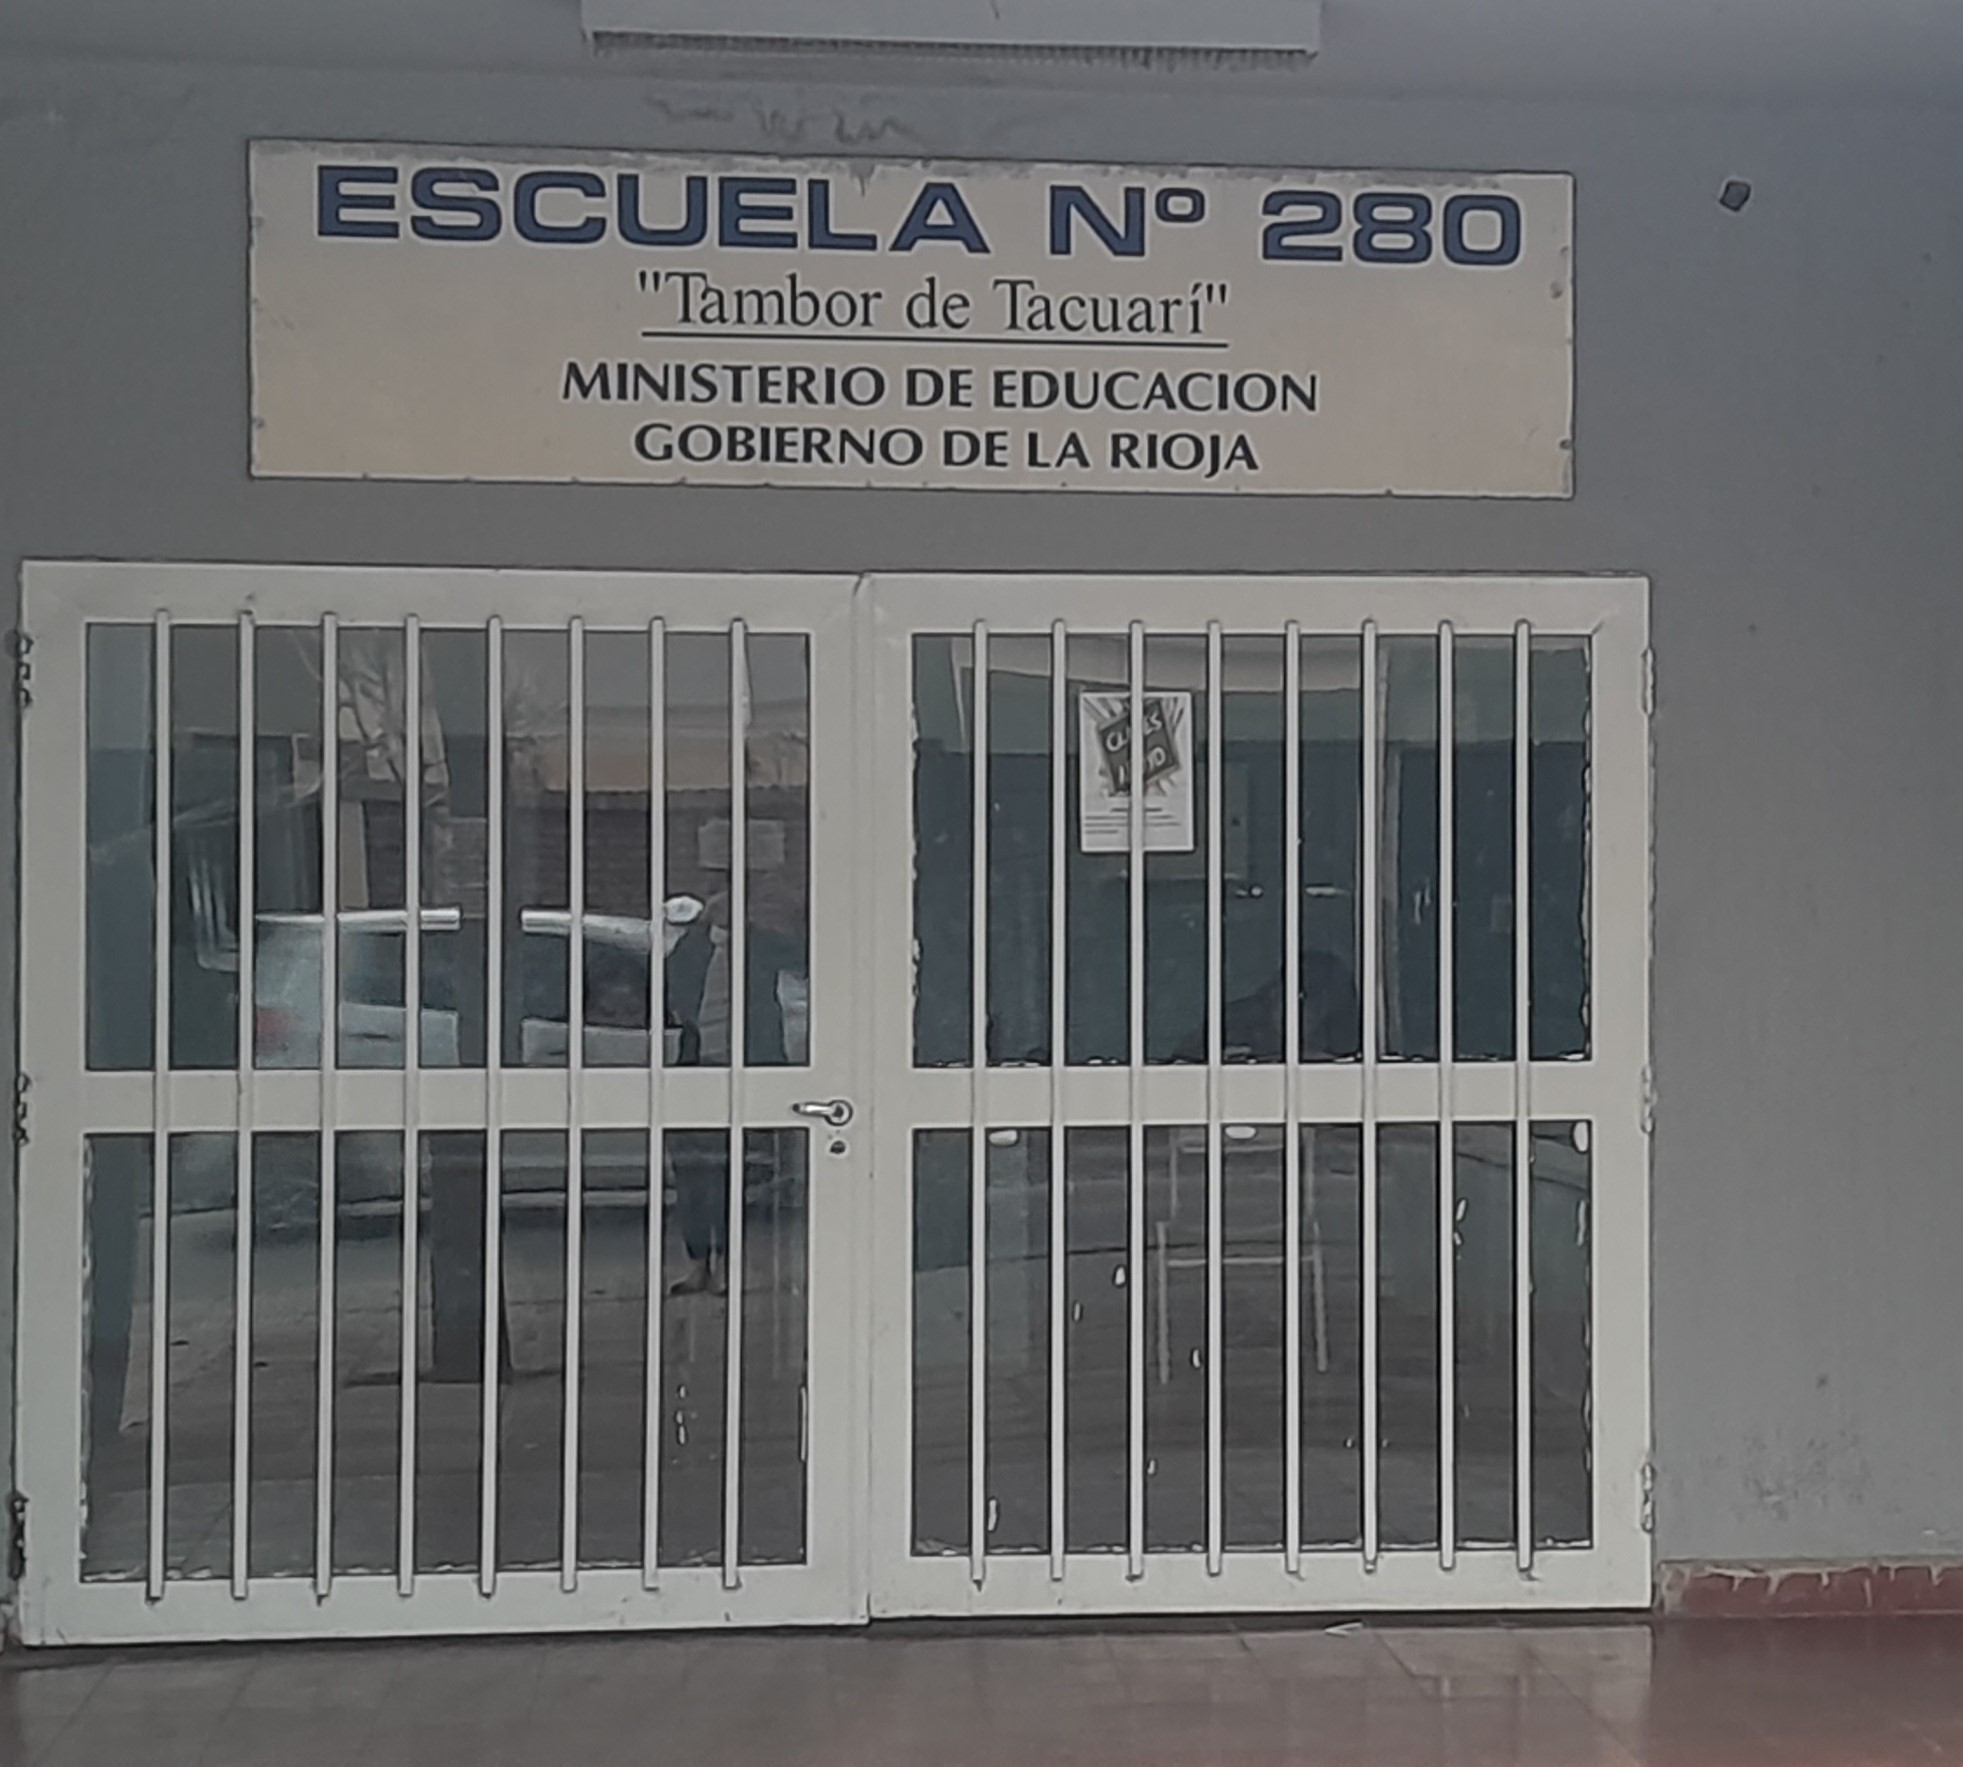 ESCUELA Nº 280
"Tambor de Tacuarí"
MINISTERIO DE EDUCACION
GOBIERNO DE LA RIOJA